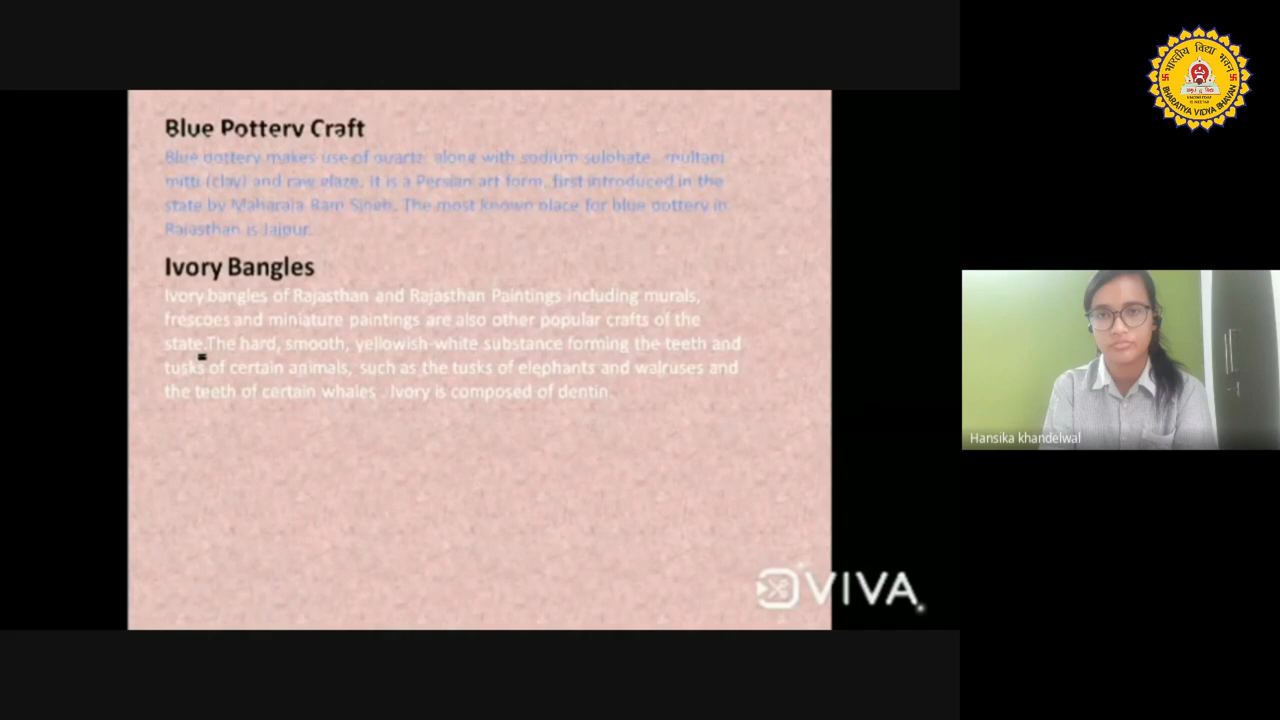 Blue Pottery Craft
Blue pottery makes use of quartz along with sodium sulphate, multani
mitti (clay) and raw glaze. It is a Persian art form, first introduced in the
state by Maharaja Ram Singh. The most known place for blue pottery in
Rajasthan is Jaipur.
Ivory Bangles
Ivory bangles of Rajasthan and Rajasthan Paintings including murals,
frescoes and miniature paintings are also other popular crafts of the
state.The hard, smooth, yellowish-white substance forming the teeth and
tusks of certain animals, such as the tusks of elephants and walruses and
the teeth of certain whales . Ivory is composed of dentin.
VIVA
भारतीय विद्या भवन
BHARATIYA VIDYA BHAVAN
Hansika khandelwal